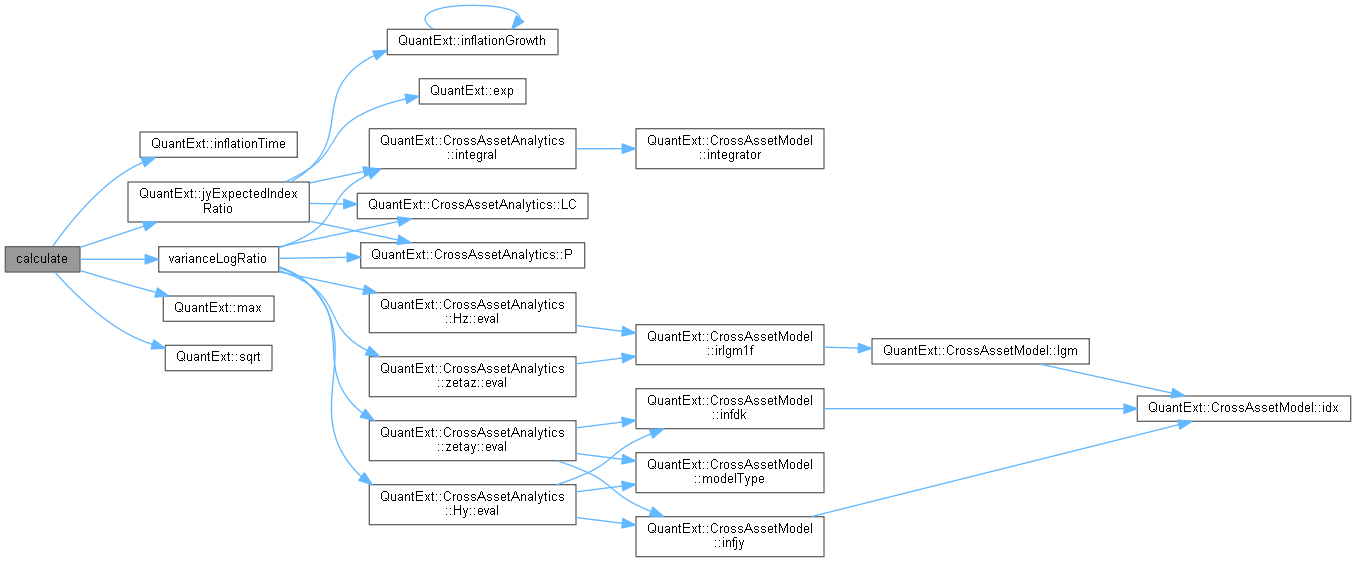 calculate
QuantExt::inflationTime
QuantExt::jyExpectedIndex
Ratio
varianceLogRatio
QuantExt::max
QuantExt::sqrt
QuantExt::inflationGrowth
QuantExt::exp
QuantExt::CrossAssetAnalytics
::integral
QuantExt::CrossAssetAnalytics::LC
QuantExt::CrossAssetAnalytics::P
QuantExt::CrossAssetAnalytics
::Hz::eval
QuantExt::CrossAssetAnalytics
::zetaz::eval
QuantExt::CrossAssetAnalytics
::zetay::eval
QuantExt::CrossAssetAnalytics
::Hy::eval
QuantExt::CrossAssetModel
::integrator
QuantExt::CrossAssetModel
::irlgm1f
QuantExt::CrossAssetModel
::infdk
QuantExt::CrossAssetModel
::modelType
QuantExt::CrossAssetModel
::infjy
QuantExt::CrossAssetModel::lgm
QuantExt::CrossAssetModel::idx